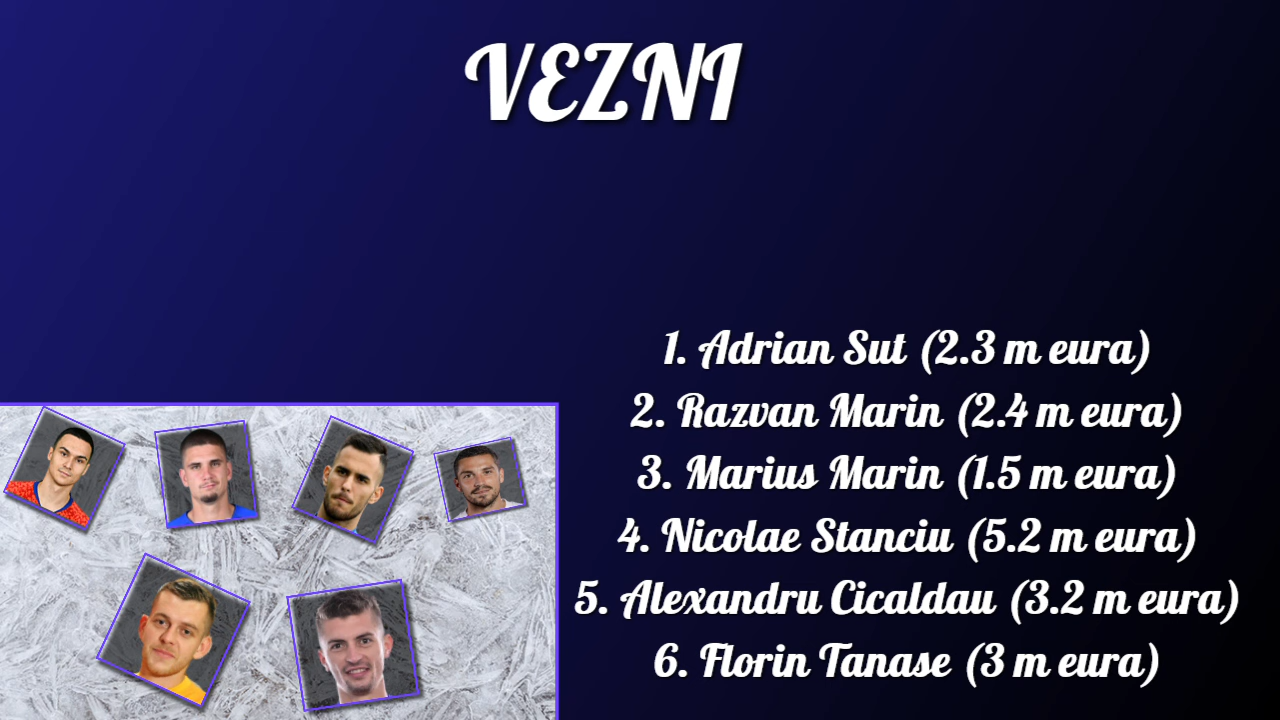 VEZNI
1. Adrian Sut (2.3 m eura)
2. Razvan Marin (2.4 m eura)
3. Marius Marin (1.5 m eura)
4. Nicolae Stanciu (5.2 m eura)
5. Alexandru Cicaldau (3.2 m eura)
6. Florin Tanase (3 m eura)